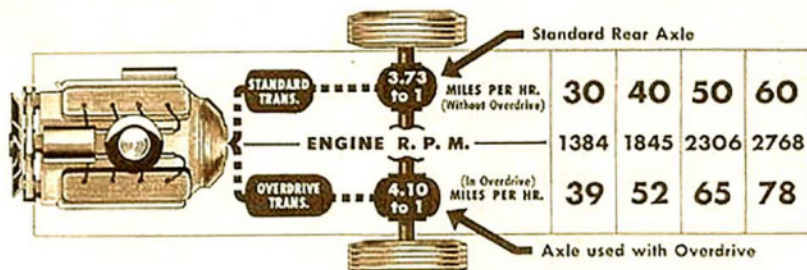 Standard Rear Axle
STANDARD
TRANS.
3.73
to 1
MILES PER HR.
(Without Overdrive)
30 40 50 60
ENGINE R. P. M.
1384 1845 2306 2768
OVERDRIVE
TRANS.
4.10
to 1
(In Overdrive)
MILES PER HR.
39 52 65 78
Axle used with Overdrive